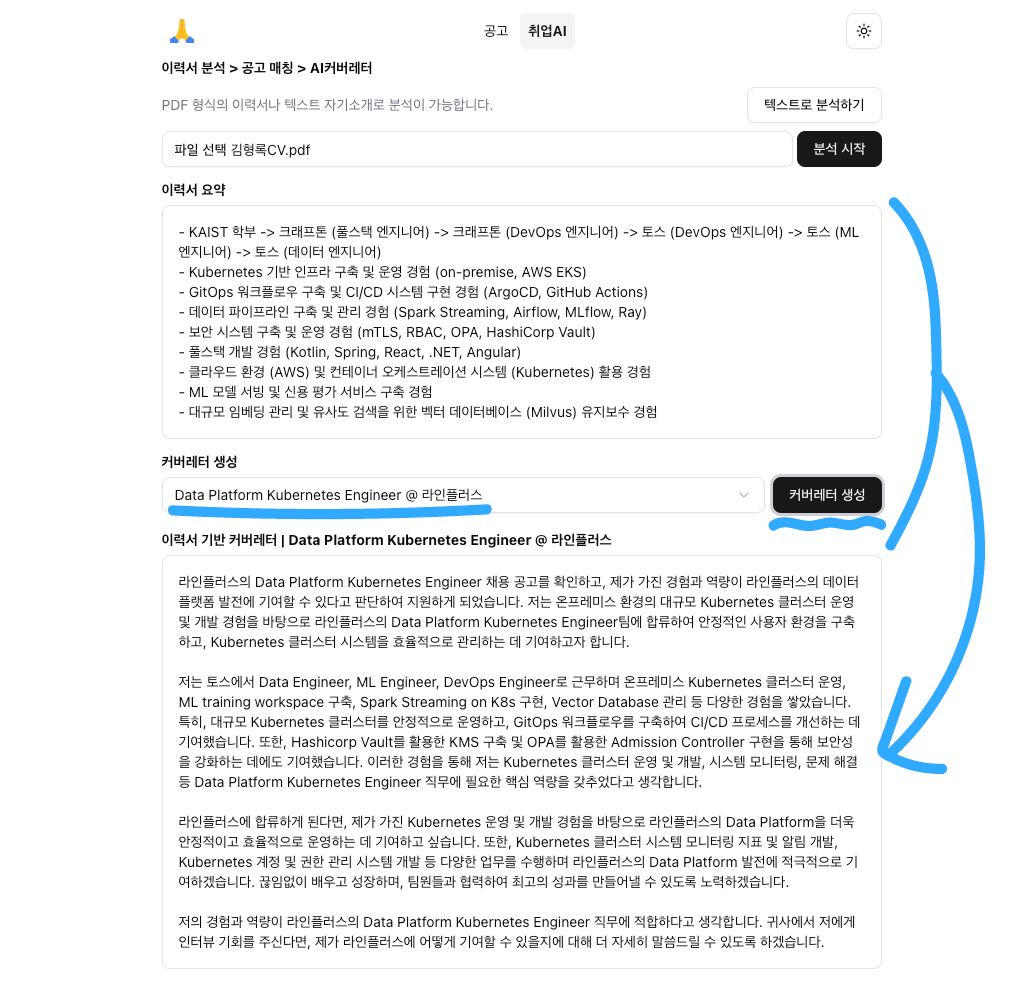 공고 취업AI
이력서 분석 > 공고 매칭 > AI커버레터
PDF 형식의 이력서나 텍스트 자기소개로 분석이 가능합니다.
텍스트로 분석하기
파일 선택 김형록CV.pdf
분석 시작
이력서 요약
- KAIST 학부 -> 크래프톤 (풀스택 엔지니어) -> 크래프톤 (DevOps 엔지니어) -> 토스 (DevOps 엔지니어) -> 토스 (ML
엔지니어) -> 토스 (데이터 엔지니어)
- Kubernetes 기반 인프라 구축 및 운영 경험 (on-premise, AWS EKS)
- GitOps 워크플로우 구축 및 CI/CD 시스템 구현 경험 (ArgoCD, GitHub Actions)
- 데이터 파이프라인 구축 및 관리 경험 (Spark Streaming, Airflow, MLflow, Ray)
- 보안 시스템 구축 및 운영 경험 (mTLS, RBAC, OPA, HashiCorp Vault)
- 풀스택 개발 경험 (Kotlin, Spring, React, .NET, Angular)
- 클라우드 환경 (AWS) 및 컨테이너 오케스트레이션 시스템 (Kubernetes) 활용 경험
- ML 모델 서빙 및 신용 평가 서비스 구축 경험
- 대규모 임베딩 관리 및 유사도 검색을 위한 벡터 데이터베이스 (Milvus) 유지보수 경험
커버레터 생성
Data Platform Kubernetes Engineer @ 라인플러스
커버레터 생성
이력서 기반 커버레터 | Data Platform Kubernetes Engineer @ 라인플러스
라인플러스의 Data Platform Kubernetes Engineer 채용 공고를 확인하고, 제가 가진 경험과 역량이 라인플러스의 데이터
플랫폼 발전에 기여할 수 있다고 판단하여 지원하게 되었습니다. 저는 온프레미스 환경의 대규모 Kubernetes 클러스터 운영
및 개발 경험을 바탕으로 라인플러스의 Data Platform Kubernetes Engineer팀에 합류하여 안정적인 사용자 환경을 구축
하고, Kubernetes 클러스터 시스템을 효율적으로 관리하는 데 기여하고자 합니다.
저는 토스에서 Data Engineer, ML Engineer, DevOps Engineer로 근무하며 온프레미스 Kubernetes 클러스터 운영,
ML training workspace 구축, Spark Streaming on K8s 구현, Vector Database 관리 등 다양한 경험을 쌓았습니다.
특히, 대규모 Kubernetes 클러스터를 안정적으로 운영하고, GitOps 워크플로우를 구축하여 CI/CD 프로세스를 개선하는 데
기여했습니다. 또한, Hashicorp Vault를 활용한 KMS 구축 및 OPA를 활용한 Admission Controller 구현을 통해 보안성
을 강화하는 데에도 기여했습니다. 이러한 경험을 통해 저는 Kubernetes 클러스터 운영 및 개발, 시스템 모니터링, 문제 해결
등 Data Platform Kubernetes Engineer 직무에 필요한 핵심 역량을 갖추었다고 생각합니다.
라인플러스에 합류하게 된다면, 제가 가진 Kubernetes 운영 및 개발 경험을 바탕으로 라인플러스의 Data Platform을 더욱
안정적이고 효율적으로 운영하는 데 기여하고 싶습니다. 또한, Kubernetes 클러스터 시스템 모니터링 지표 및 알림 개발,
Kubernetes 계정 및 권한 관리 시스템 개발 등 다양한 업무를 수행하며 라인플러스의 Data Platform 발전에 적극적으로 기
여하겠습니다. 끊임없이 배우고 성장하며, 팀원들과 협력하여 최고의 성과를 만들어낼 수 있도록 노력하겠습니다.
저의 경험과 역량이 라인플러스의 Data Platform Kubernetes Engineer 직무에 적합하다고 생각합니다. 귀사에서 저에게
인터뷰 기회를 주신다면, 제가 라인플러스에 어떻게 기여할 수 있을지에 대해 더 자세히 말씀드릴 수 있도록 하겠습니다.